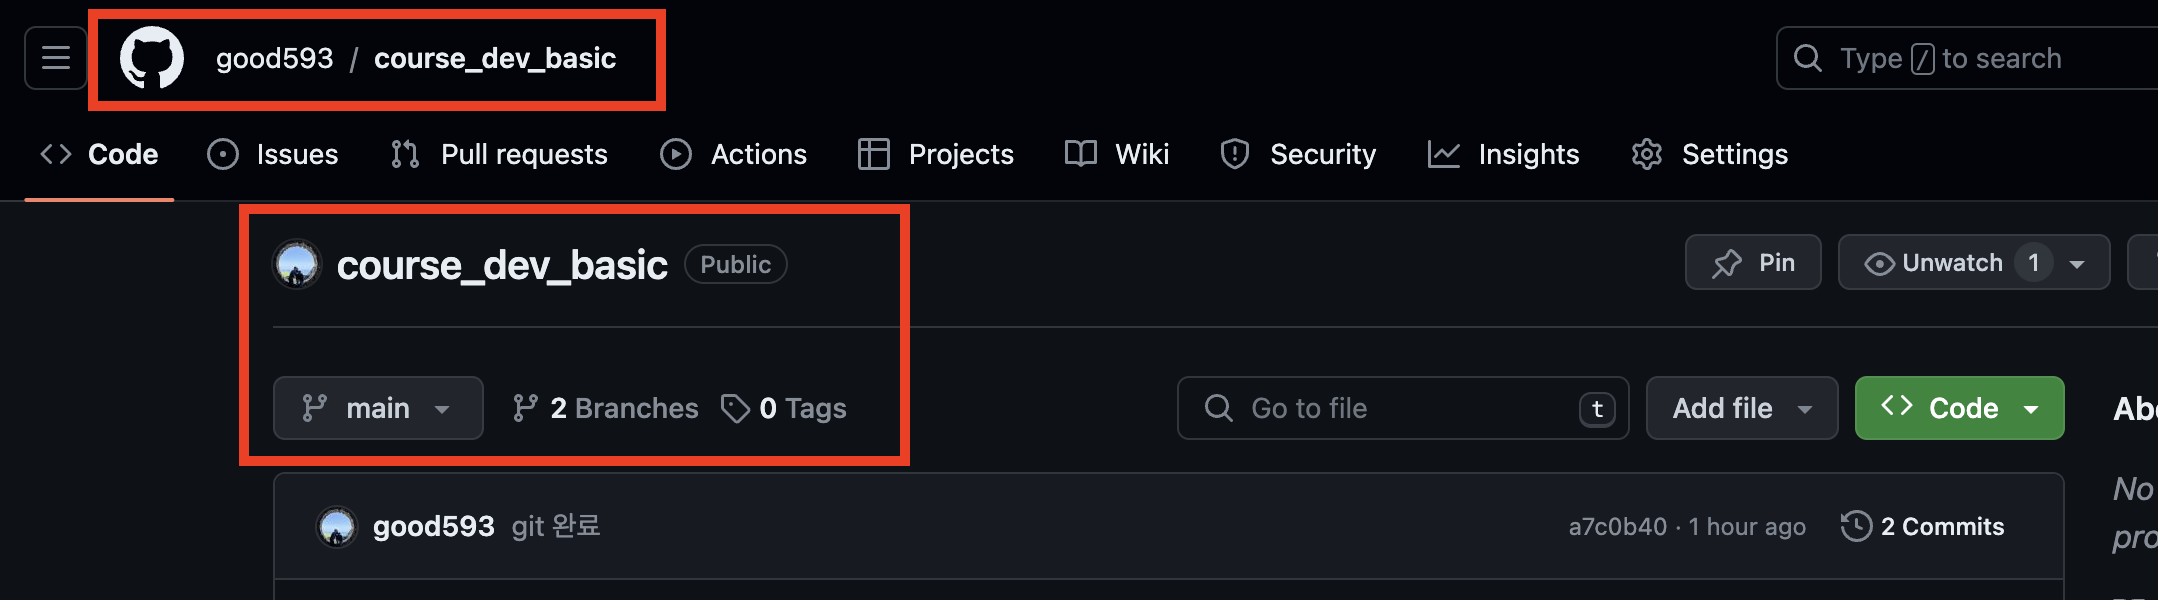 good593 / course_dev_basic
Type / to search
Code Issues Pull requests Actions Projects Wiki Security Insights Settings
course_dev_basic Public
Pin Unwatch 1
main 2 Branches 0 Tags
Go to file t Add file Code
good593 git 완료 a7c0b40 · 1 hour ago 2 Commits
No